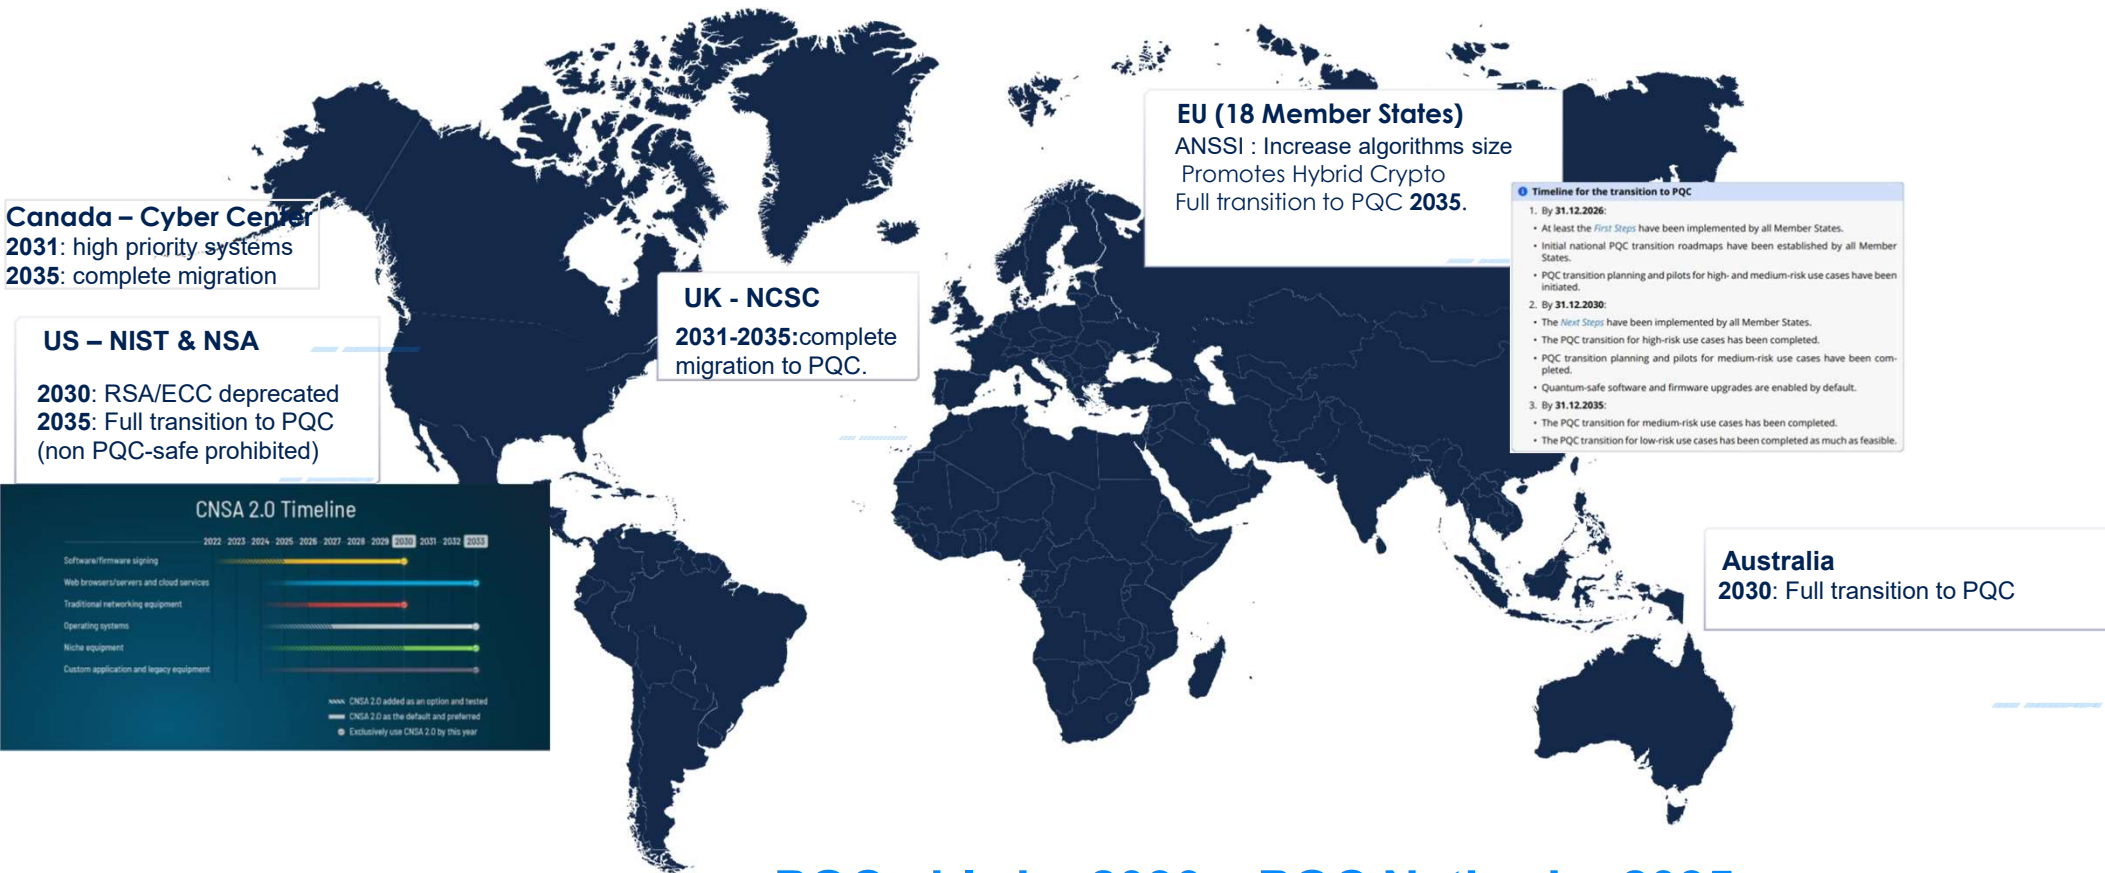 Canada – Cyber Center
2031: high priority systems
2035: complete migration
US – NIST & NSA
2030: RSA/ECC deprecated
2035: Full transition to PQC
(non PQC-safe prohibited)
CNSA 2.0 Timeline
2022 2023 2024 2025 2026 2027 2028 2029 2030 2031 2032 2033
Software/firmware signing
Web browsers/servers and cloud services
Traditional networking equipment
Operating systems
Niche equipment
Custom application and legacy equipment
CNSA 2.0 added as an option and tested
CNSA 2.0 as the default and preferred
Exclusively use CNSA 2.0 by this year
UK - NCSC
2031-2035:complete
migration to PQC.
EU (18 Member States)
ANSSI : Increase algorithms size
Promotes Hybrid Crypto
Full transition to PQC 2035.
Timeline for the transition to PQC
1. By 31.12.2026:
• At least the First Steps have been implemented by all Member States.
• Initial national PQC transition roadmaps have been established by all Member
States.
• PQC transition planning and pilots for high- and medium-risk use cases have been
initiated.
2. By 31.12.2030:
• The Next Steps have been implemented by all Member States.
• The PQC transition for high-risk use cases has been completed.
• PQC transition planning and pilots for medium-risk use cases have been com-
pleted.
• Quantum-safe software and firmware upgrades are enabled by default.
3. By 31.12.2035:
• The PQC transition for medium-risk use cases has been completed.
• The PQC transition for low-risk use cases has been completed as much as feasible.
Australia
2030: Full transition to PQC